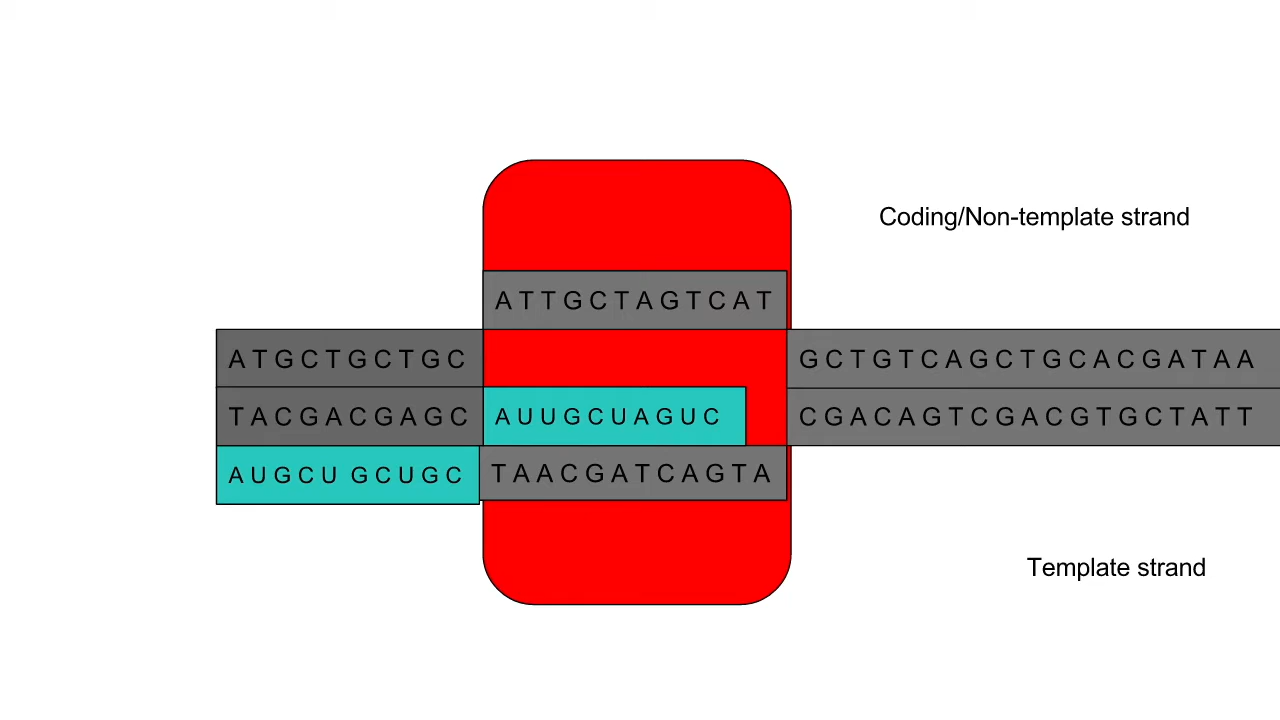 Coding/Non-template strand
A T T G C T A G T C A T
A T G C T G C T G C
G C T G T C A G C T G C A C G A T A A
T A C G A C G A G C
A U U G C U A G U C
C G A C A G T C G A C G T G C T A T T
A U G C U G C U G C
T A A C G A T C A G T A
Template strand